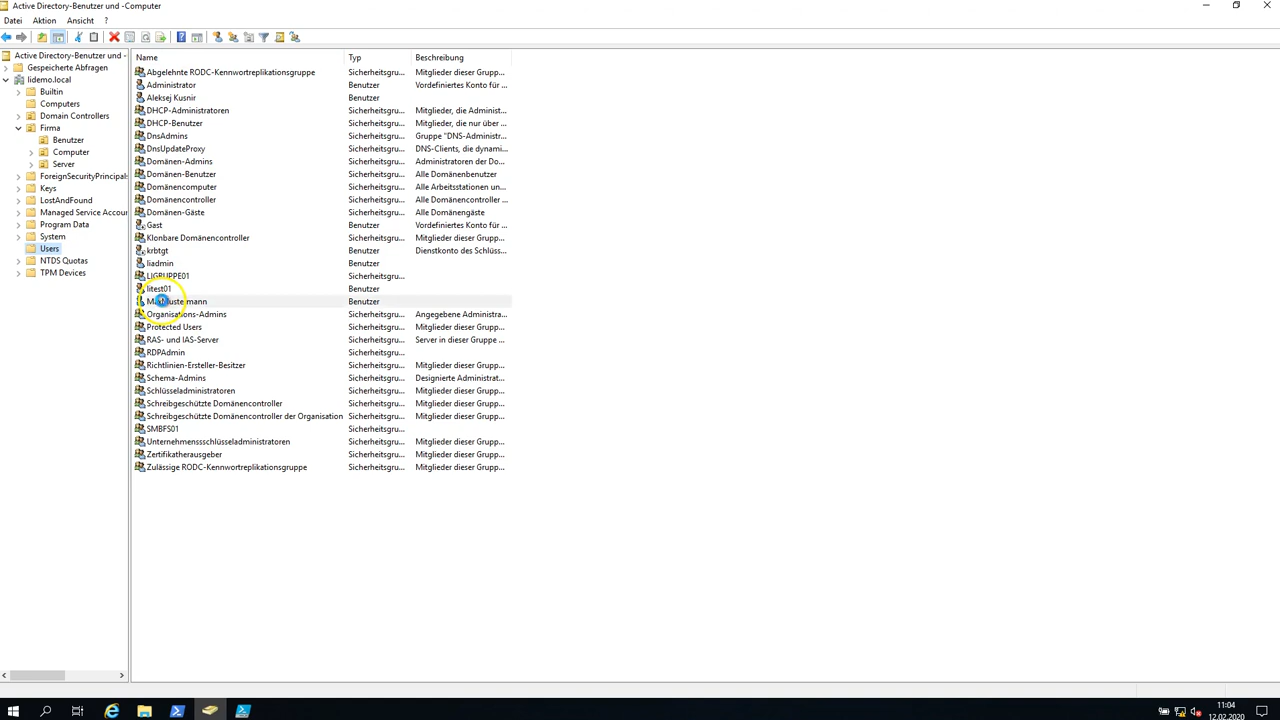 Active Directory-Benutzer und -Computer
Datei Aktion Ansicht ?
Active Directory-Benutzer und -
Gespeicherte Abfragen
lidemo.local
Builtin
Computers
Domain Controllers
Firma
Benutzer
Computer
Server
ForeignSecurityPrincipals
Keys
LostAndFound
Managed Service Accour
Program Data
System
Users
NTDS Quotas
TPM Devices
Name Typ Beschreibung
Abgelehnte RODC-Kennwortreplikationsgruppe Sicherheitsgru... Mitglieder dieser Grupp...
Administrator Benutzer Vordefiniertes Konto für ...
Aleksej Kusnir Benutzer
DHCP-Administratoren Sicherheitsgru... Mitglieder, die Administ...
DHCP-Benutzer Sicherheitsgru... Mitglieder, die nur über ...
DnsAdmins Sicherheitsgru... Gruppe "DNS-Administr...
DnsUpdateProxy Sicherheitsgru... DNS-Clients, die dynami...
Domänen-Admins Sicherheitsgru... Administratoren der Do...
Domänen-Benutzer Sicherheitsgru... Alle Domänenbenutzer
Domänencomputer Sicherheitsgru... Alle Arbeitsstationen un...
Domänencontroller Sicherheitsgru... Alle Domänencontroller ...
Domänen-Gäste Sicherheitsgru... Alle Domänengäste
Gast Benutzer Vordefiniertes Konto für ...
Klonbare Domänencontroller Sicherheitsgru... Mitglieder dieser Grupp...
krbtgt Benutzer Dienstkonto des Schlüss...
liadmin Benutzer
LIGRUPPE01 Sicherheitsgru...
litest01 Benutzer
Benutzer
Organisations-Admins Sicherheitsgru... Angegebene Administra...
Protected Users Sicherheitsgru... Mitglieder dieser Grupp...
RAS- und IAS-Server Sicherheitsgru... Server in dieser Gruppe ...
RDPAdmin Sicherheitsgru...
Richtlinien-Ersteller-Besitzer Sicherheitsgru... Mitglieder dieser Grupp...
Schema-Admins Sicherheitsgru... Designierte Administrat...
Schlüsseladministratoren Sicherheitsgru... Mitglieder dieser Grupp...
Schreibgeschützte Domänencontroller Sicherheitsgru... Mitglieder dieser Grupp...
Schreibgeschützte Domänencontroller der Organisation Sicherheitsgru... Mitglieder dieser Grupp...
SMBFS01 Sicherheitsgru...
Unternehmenssschlüsseladministratoren Sicherheitsgru... Mitglieder dieser Grupp...
Zertifikatherausgeber Sicherheitsgru... Mitglieder dieser Grupp...
Zulässige RODC-Kennwortreplikationsgruppe Sicherheitsgru... Mitglieder dieser Grupp...
11:04
12.02.2020